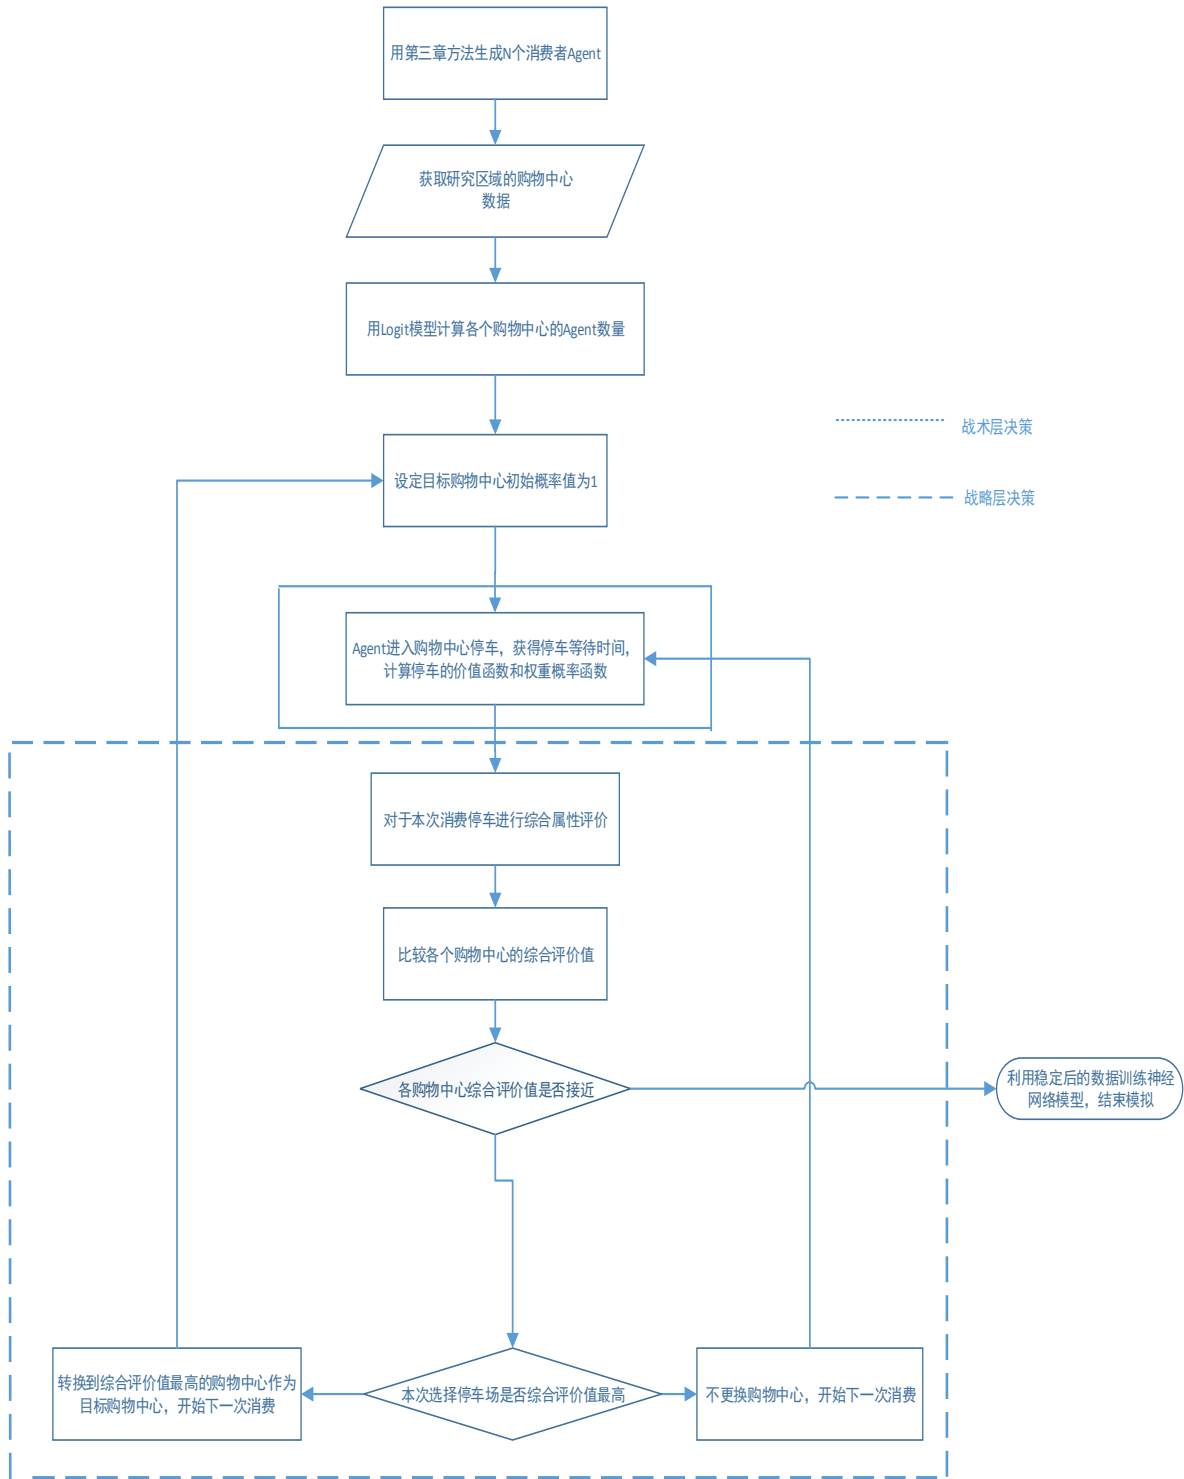 用第三章方法生成N个消费者Agent
获取研究区域的购物中心
数据
用Logit模型计算各个购物中心的Agent数量
战术层决策
设定目标购物中心初始概率值为1
战略层决策
Agent进入购物中心停车，获得停车等待时间，
计算停车的价值函数和权重概率函数
对于本次消费停车进行综合属性评价
比较各个购物中心的综合评价值
各购物中心综合评价值是否接近
利用稳定后的数据训练神经
网络模型，结束模拟
转换到综合评价值最高的购物中心作为
目标购物中心，开始下一次消费
本次选择停车场是否综合评价值最高
不更换购物中心，开始下一次消费